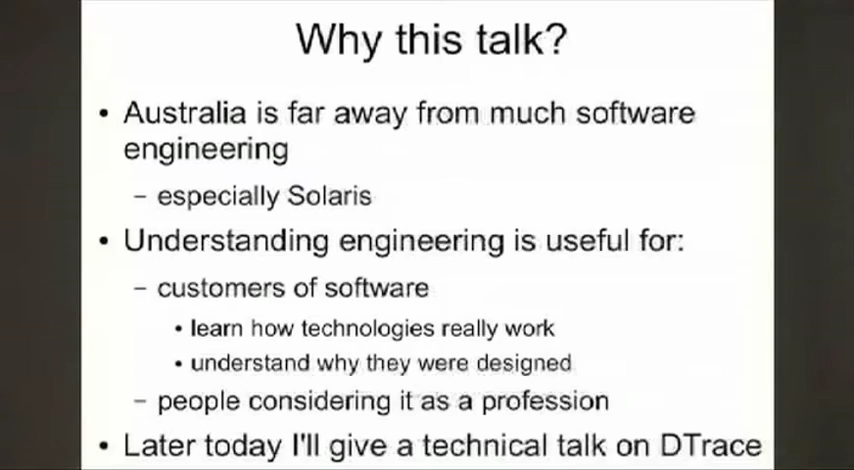 Why this talk?
• Australia is far away from much software
engineering
– especially Solaris
• Understanding engineering is useful for:
– customers of software
• learn how technologies really work
• understand why they were designed
– people considering it as a profession
• Later today I'll give a technical talk on DTrace